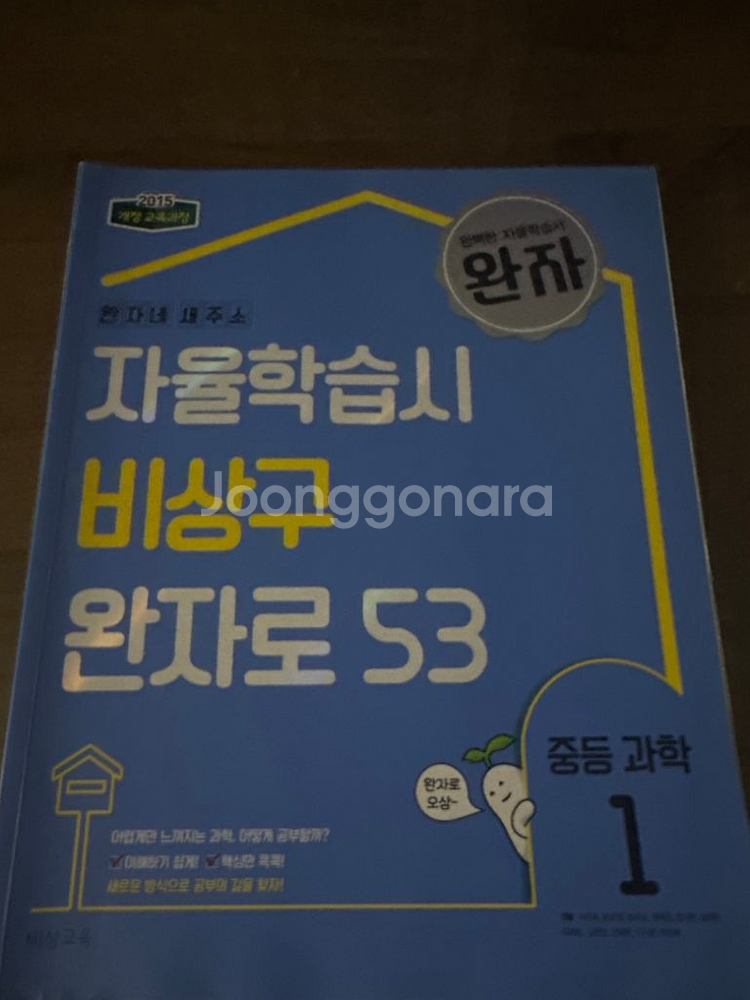 2015
개정 교육과정
완벽한 자율학습서
완자
완자네 새주소
자율학습시
비상구
Joonggonara
완자로 53
중등 과학
1
완자로
오삼~
어렵게만 느껴지는 과학, 어떻게 공부할까?
이해하기 쉽게! 핵심만 콕콕!
새로운 방식으로 공부의 길을 찾자!
비상교육